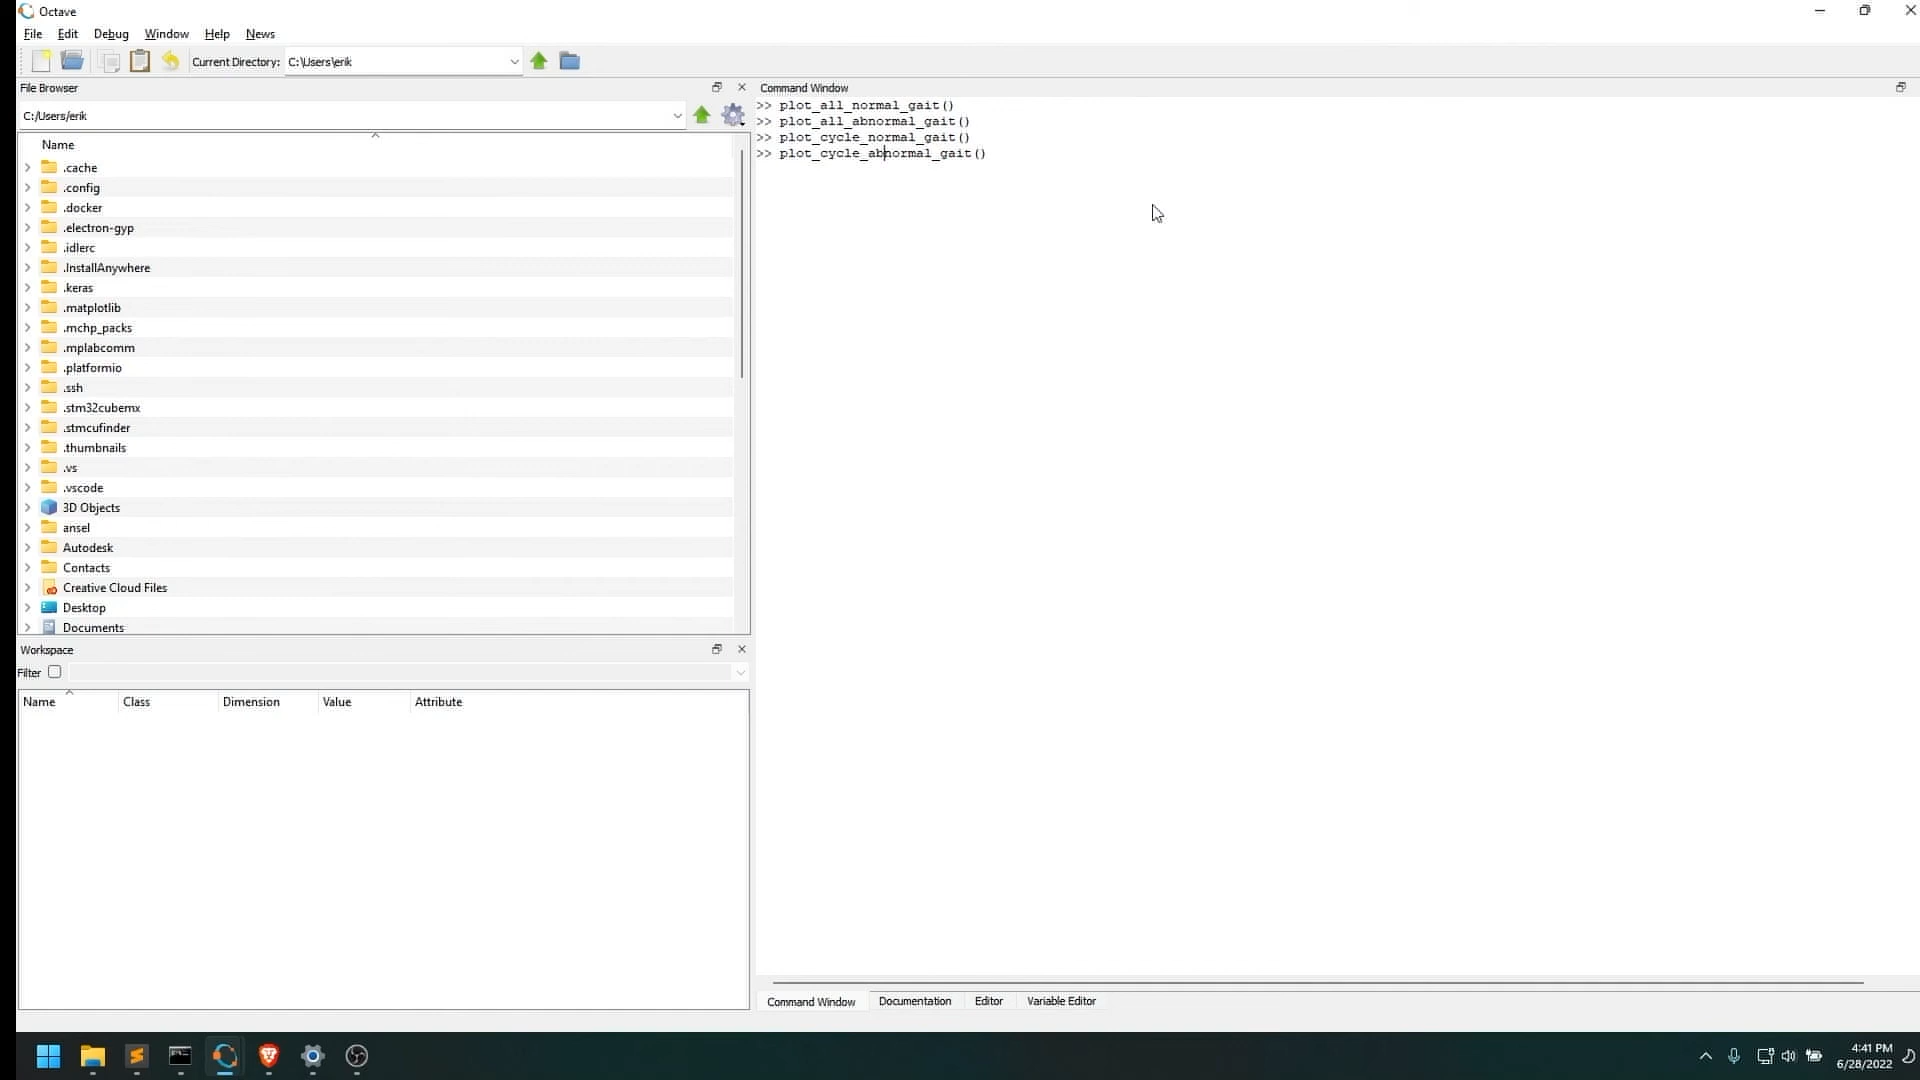 Octave
File Edit Debug Window Help News
Current Directory: C:\Users\erik
File Browser
C:/Users/erik
Name
.cache
.config
.docker
.electron-gyp
.idlerc
.InstallAnywhere
.keras
.matplotlib
.mchp_packs
.mplabcomm
.platformio
.ssh
.stm32cubemx
.stmcufinder
.thumbnails
.vs
.vscode
3D Objects
ansel
Autodesk
Contacts
Creative Cloud Files
Desktop
Documents
Workspace
Filter
Name Class Dimension Value Attribute
Command Window
>> plot_all_normal_gait()
>> plot_all_abnormal_gait()
>> plot_cycle_normal_gait()
>> plot_cycle_abnormal_gait()
Command Window Documentation Editor Variable Editor
4:41 PM
6/28/2022